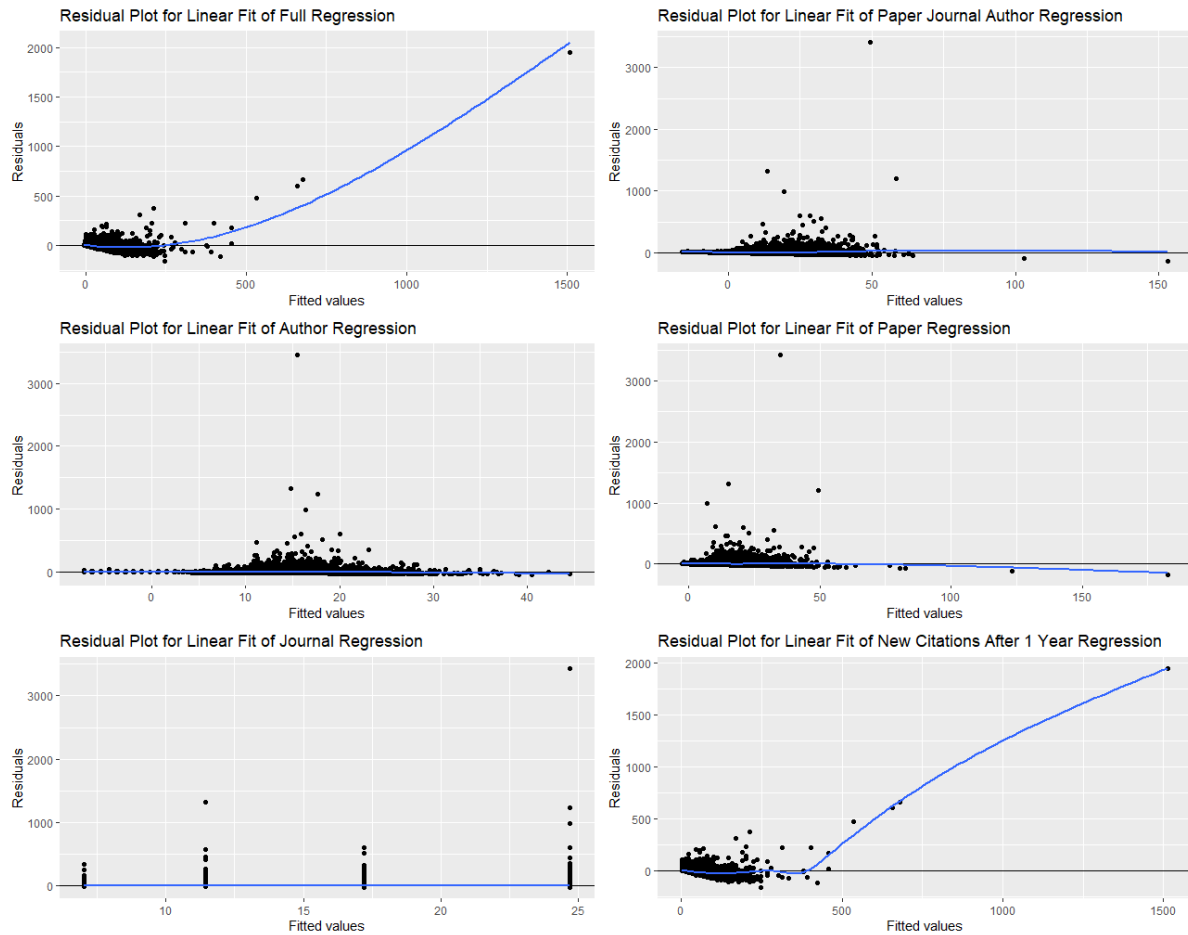 Residual Plot for Linear Fit of Full Regression
2000
1500
1000
500
0
Residuals
0
500
1000
1500
Fitted values
Residual Plot for Linear Fit of Paper Journal Author Regression
3000
2000
1000
0
Residuals
0
50
100
150
Fitted values
Residual Plot for Linear Fit of Author Regression
3000
2000
1000
0
Residuals
0
10
20
30
40
Fitted values
Residual Plot for Linear Fit of Paper Regression
3000
2000
1000
0
Residuals
0
50
100
150
Fitted values
Residual Plot for Linear Fit of Journal Regression
3000
2000
1000
0
Residuals
10
15
20
25
Fitted values
Residual Plot for Linear Fit of New Citations After 1 Year Regression
2000
1500
1000
500
0
Residuals
0
500
1000
1500
Fitted values